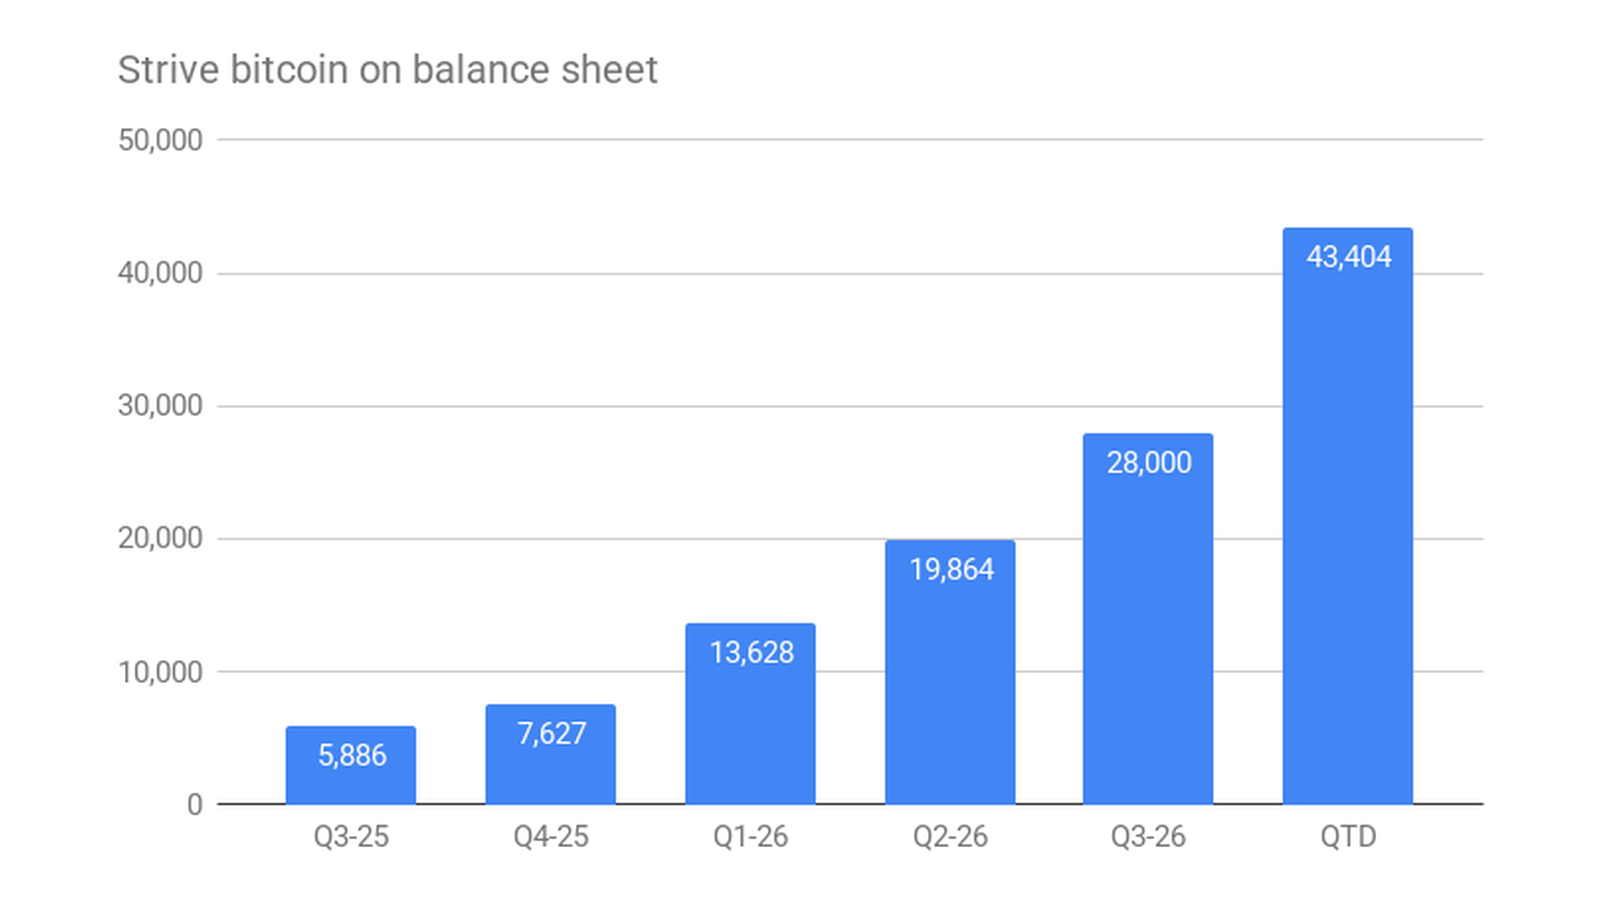 Strive bitcoin on balance sheet
50,000
40,000
30,000
20,000
10,000
0
5,886
7,627
13,628
19,864
28,000
43,404
Q3-25
Q4-25
Q1-26
Q2-26
Q3-26
QTD